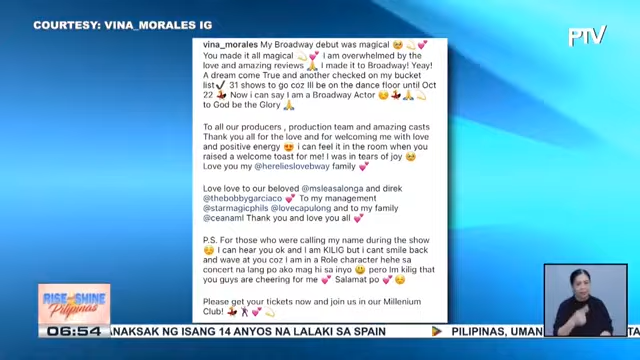 COURTESY: VINA_MORALES IG
PTV
vina_morales My Broadway debut was magical 🥹💫💕
You made it all magical 💫💕 I am overwhelmed by the
love and amazing reviews 🙏 I made it to Broadway! Yeay!
A dream come True and another checked on my bucket
list✔️ 31 shows to go coz Ill be on the dance floor until Oct
22 💃 Now i can say I am a Broadway Actor ☺️💃🙏💫
to God be the Glory 🙏
To all our producers , production team and amazing casts
Thank you all for the love and for welcoming me with love
and positive energy 😍 i can feel it in the room when you
raised a welcome toast for me! I was in tears of joy 🥹
Love you my @herelieslovebway family 💕
Love love to our beloved @msleasalonga and direk
@thebobbygarciaco 💕 To my management
@starmagicphils @lovecapulong and to my family
@ceanaml Thank you and love you all 💕
P.S. For those who were calling my name during the show
☺️ I can hear you ok and I am KILIG but i cant smile back
and wave at you coz I am in a Role character hehe sa
concert na lang po ako mag hi sa inyo 😃 pero Im kilig that
you guys are cheering for me 💕 Salamat po 💕☺️
Please get your tickets now and join us in our Millenium
Club! 💃🕺💕💫
RISE AND SHINE
Pilipinas
06:54
ANAKSAK NG ISANG 14 ANYOS NA LALAKI SA SPAIN
PILIPINAS, UMAN